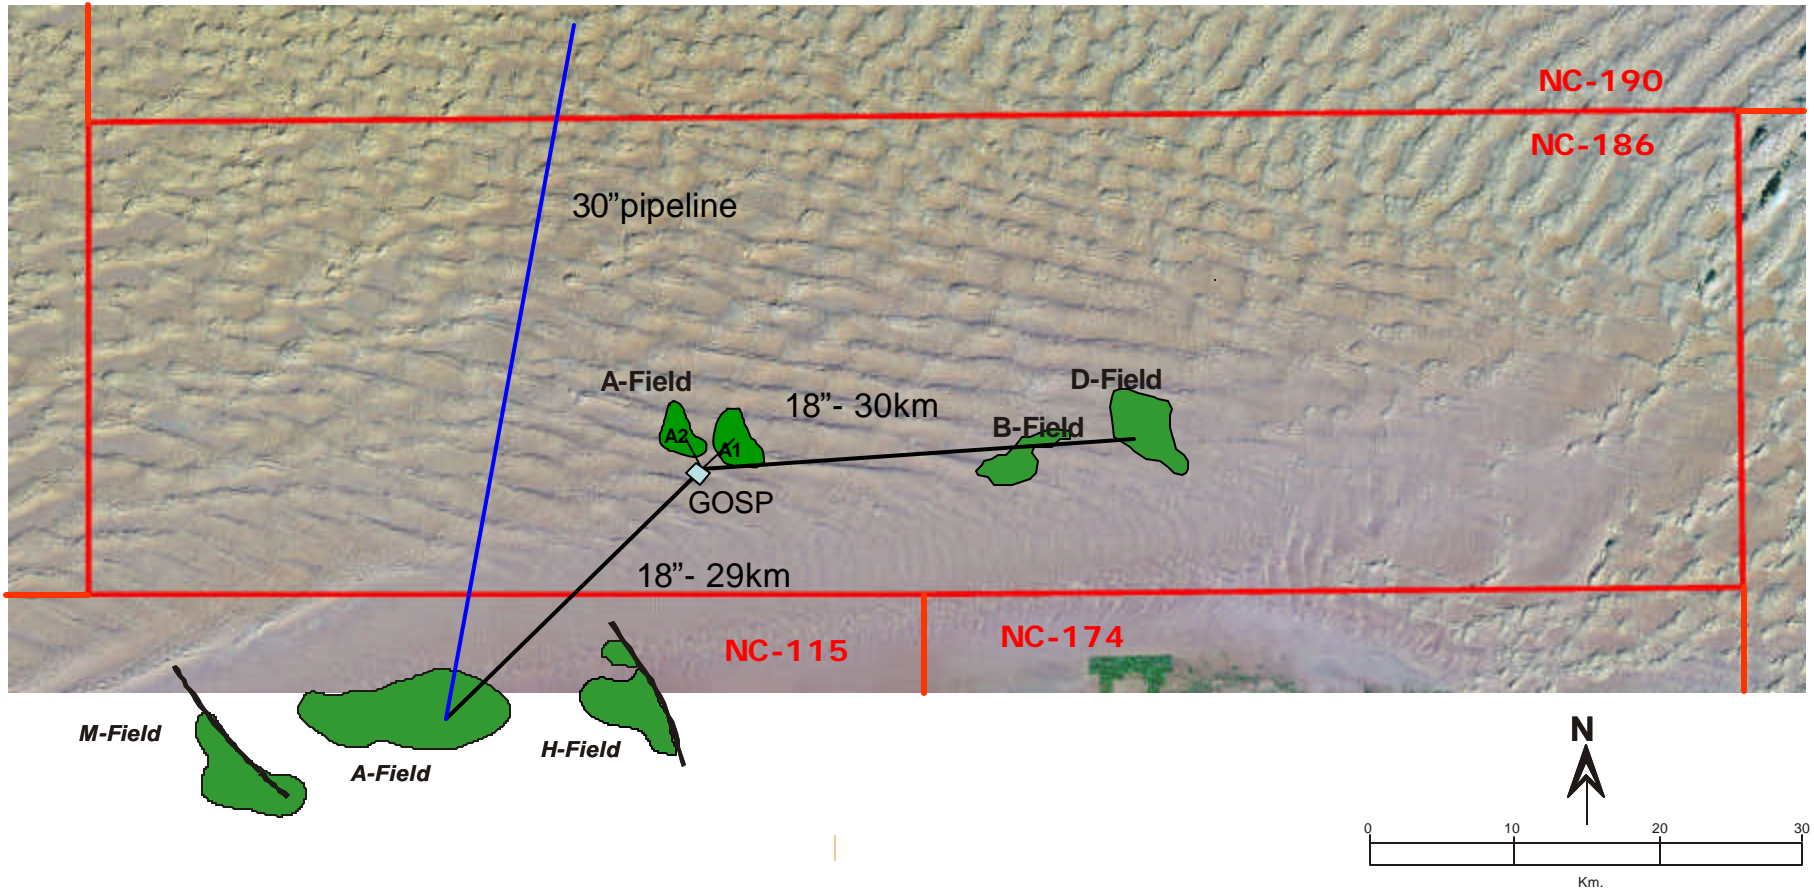 NC-190
NC-186
30”pipeline
A-Field
18”- 30km
D-Field
B-Field
A2
A1
GOSP
18”- 29km
NC-115
NC-174
M-Field
A-Field
H-Field
N
0 10 20 30
Km.